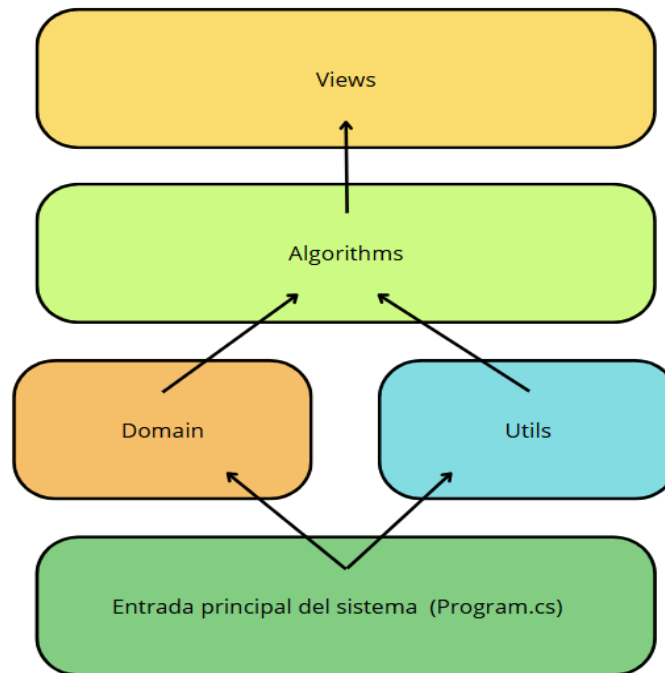 Views
Algorithms
Domain
Utils
Entrada principal del sistema (Program.cs)